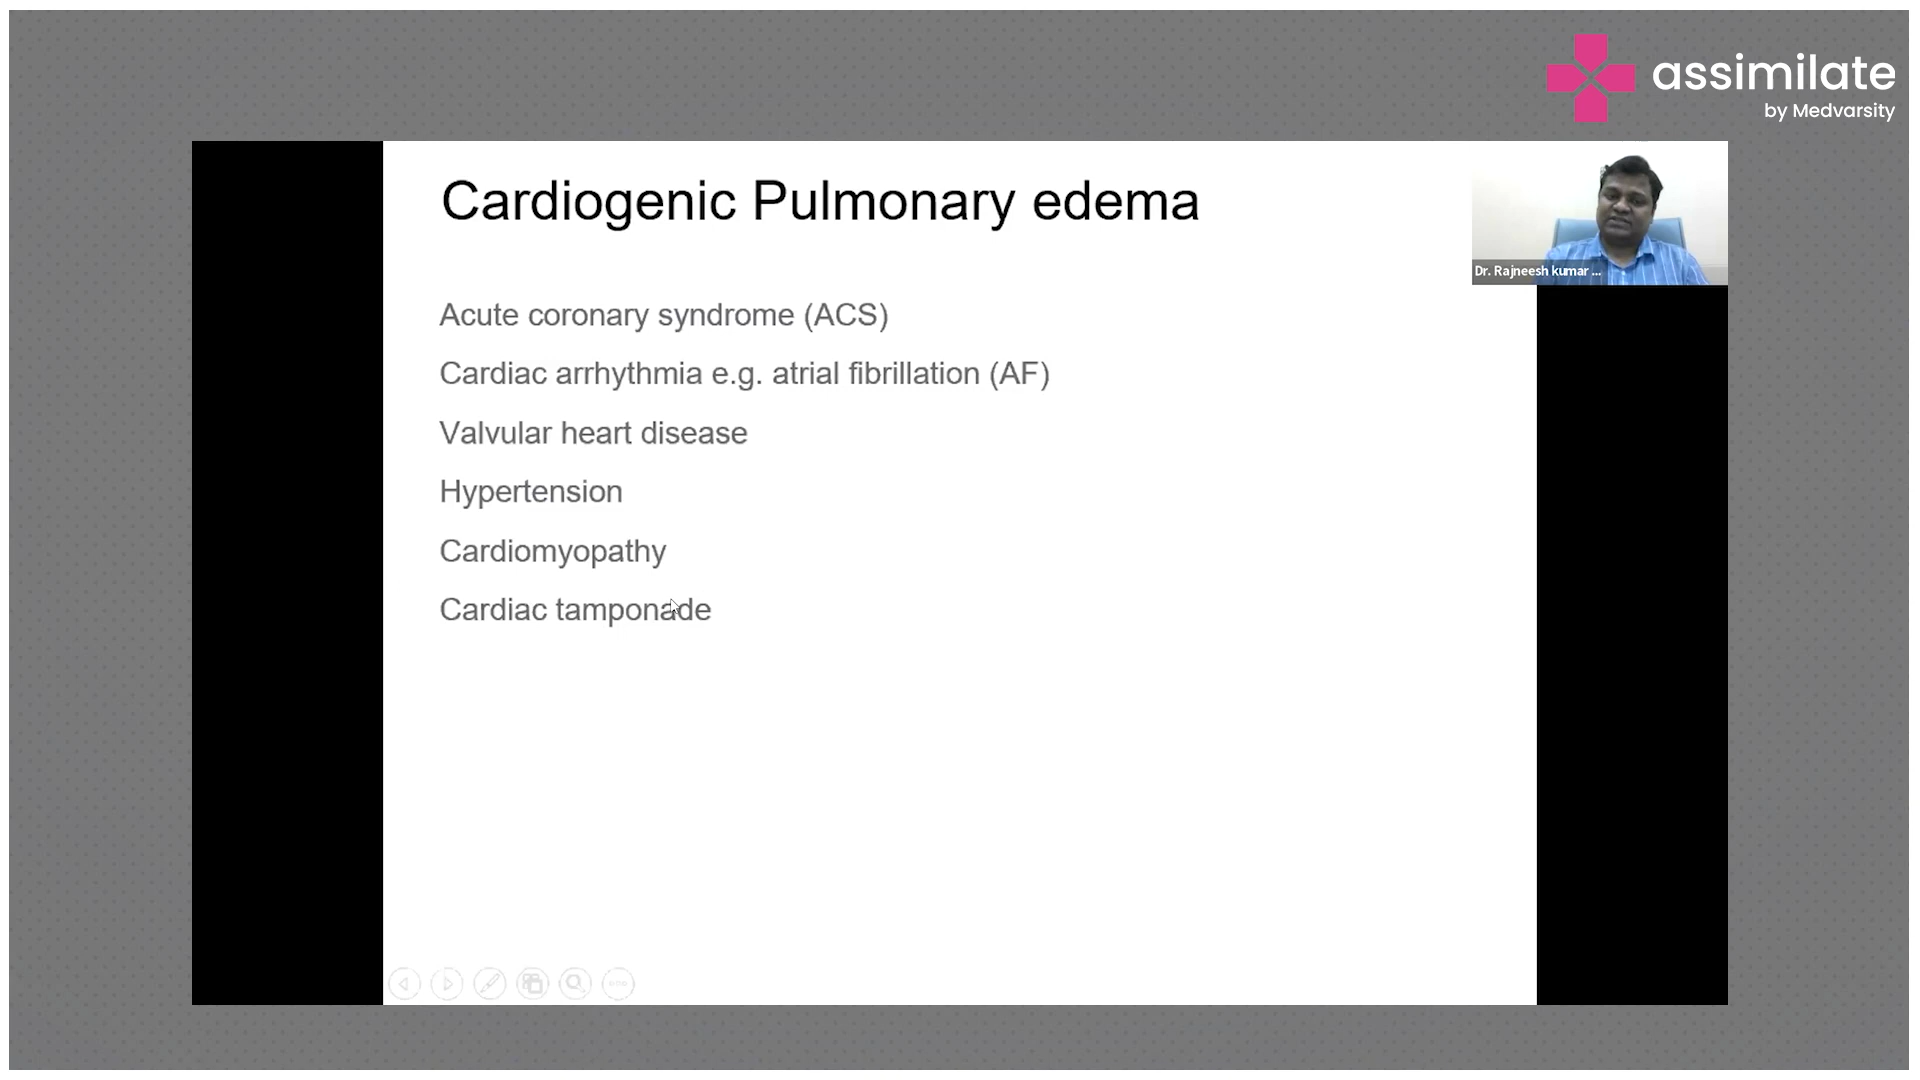 assimilate
by Medvarsity
Cardiogenic Pulmonary edema
Dr. Rajneesh kumar ...
Acute coronary syndrome (ACS)
Cardiac arrhythmia e.g. atrial fibrillation (AF)
Valvular heart disease
Hypertension
Cardiomyopathy
Cardiac tamponade